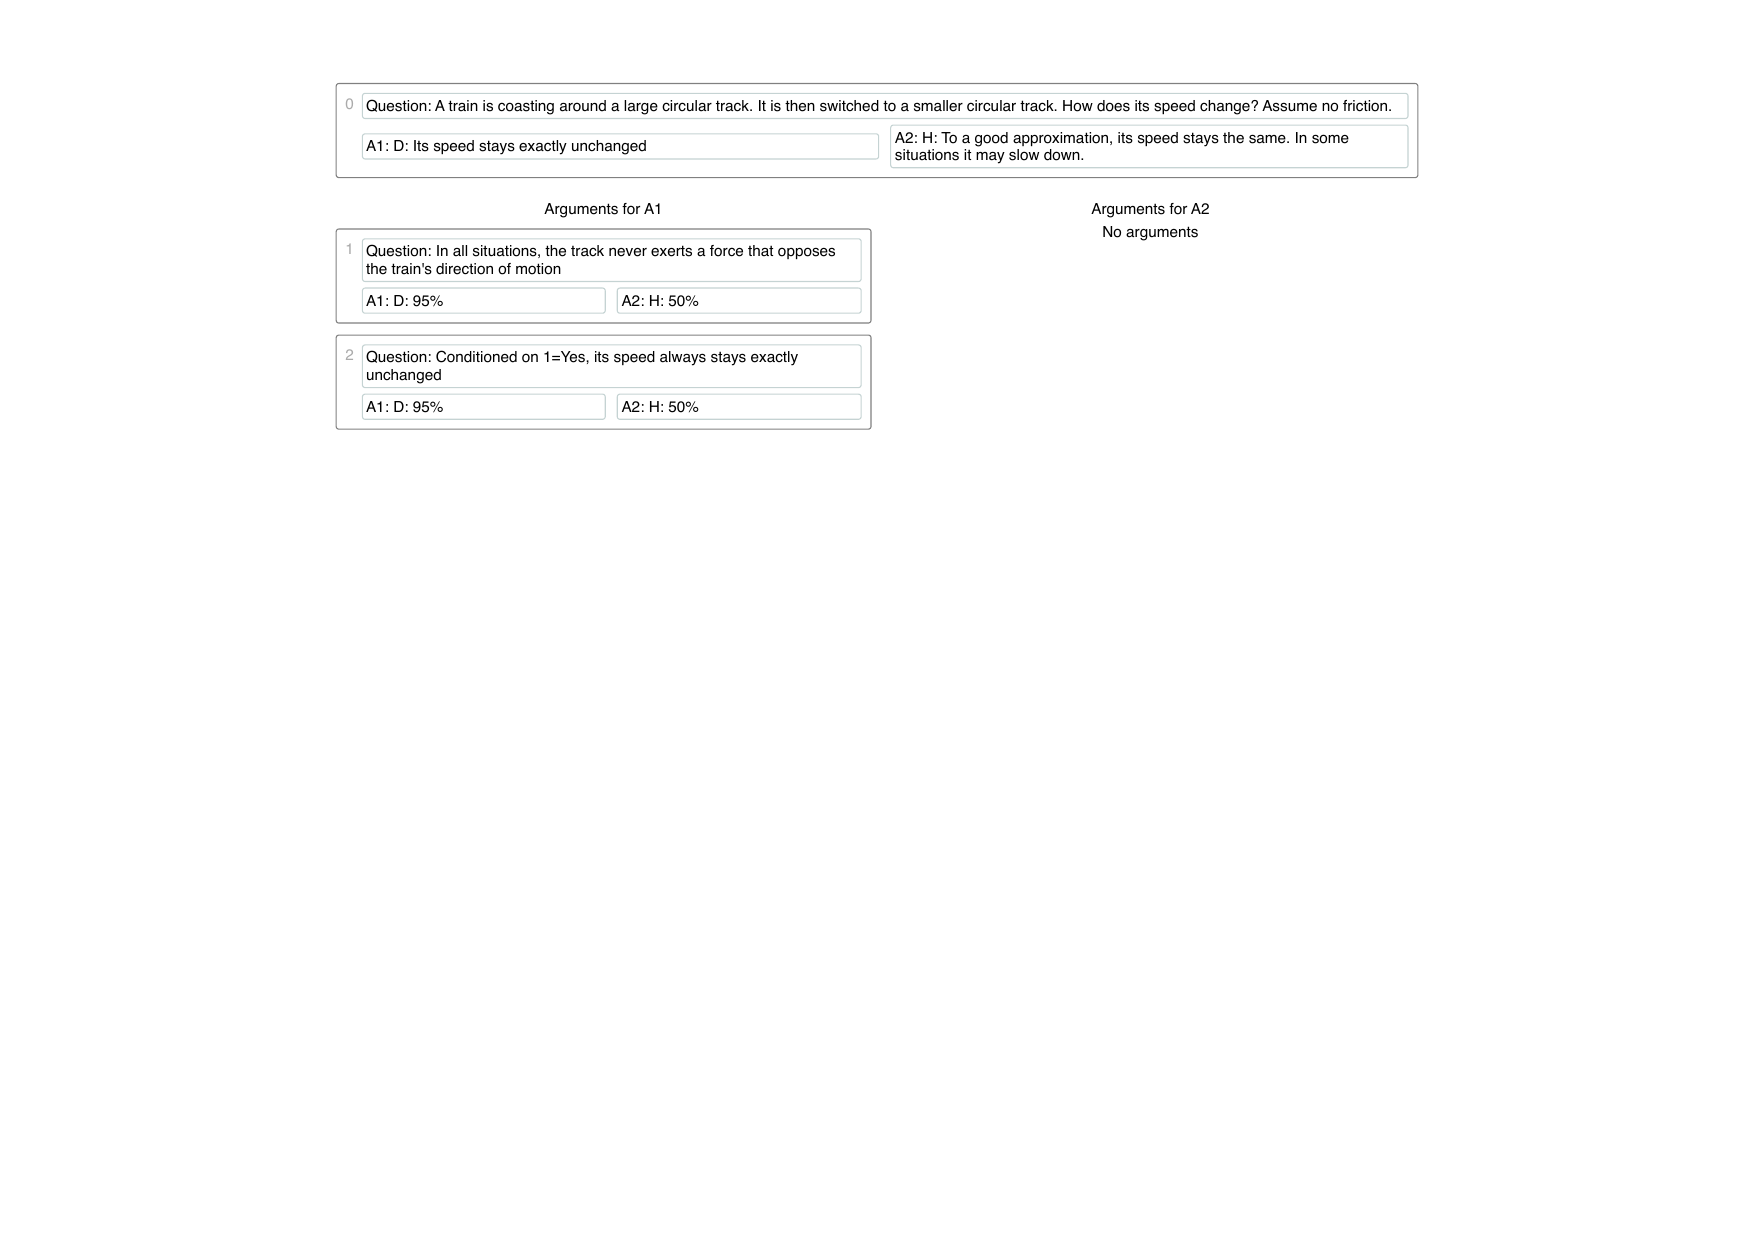 0
Question: A train is coasting around a large circular track. It is then switched to a smaller circular track. How does its speed change? Assume no friction.
A1: D: Its speed stays exactly unchanged
A2: H: To a good approximation, its speed stays the same. In some
situations it may slow down.
Arguments for A1
1
Question: In all situations, the track never exerts a force that opposes
the train's direction of motion
A1: D: 95%
A2: H: 50%
2
Question: Conditioned on 1=Yes, its speed always stays exactly
unchanged
A1: D: 95%
A2: H: 50%
Arguments for A2
No arguments